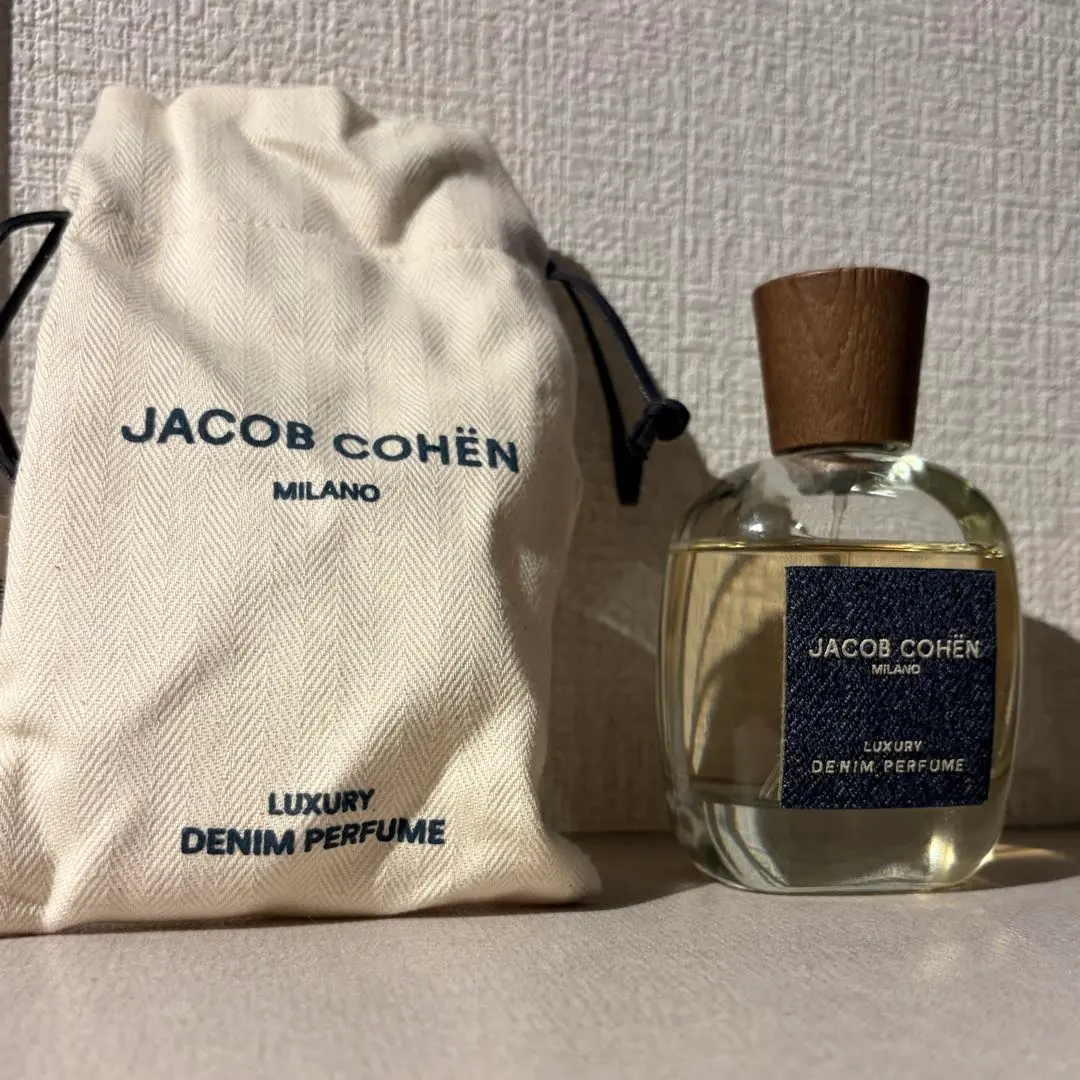 JACOB COHËN
MILANO
LUXURY
DENIM PERFUME
JACOB COHËN
MILANO
LUXURY
DENIM PERFUME